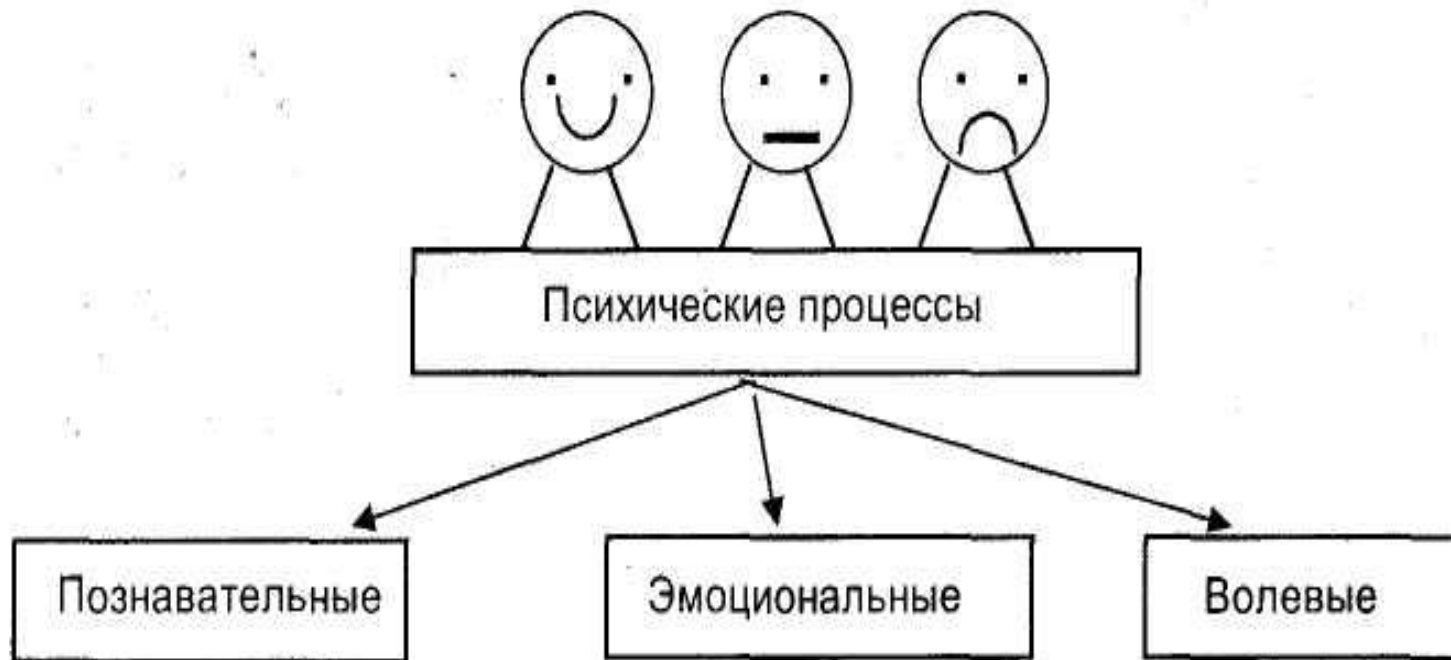 Психические процессы
Познавательные
Эмоциональные
Волевые